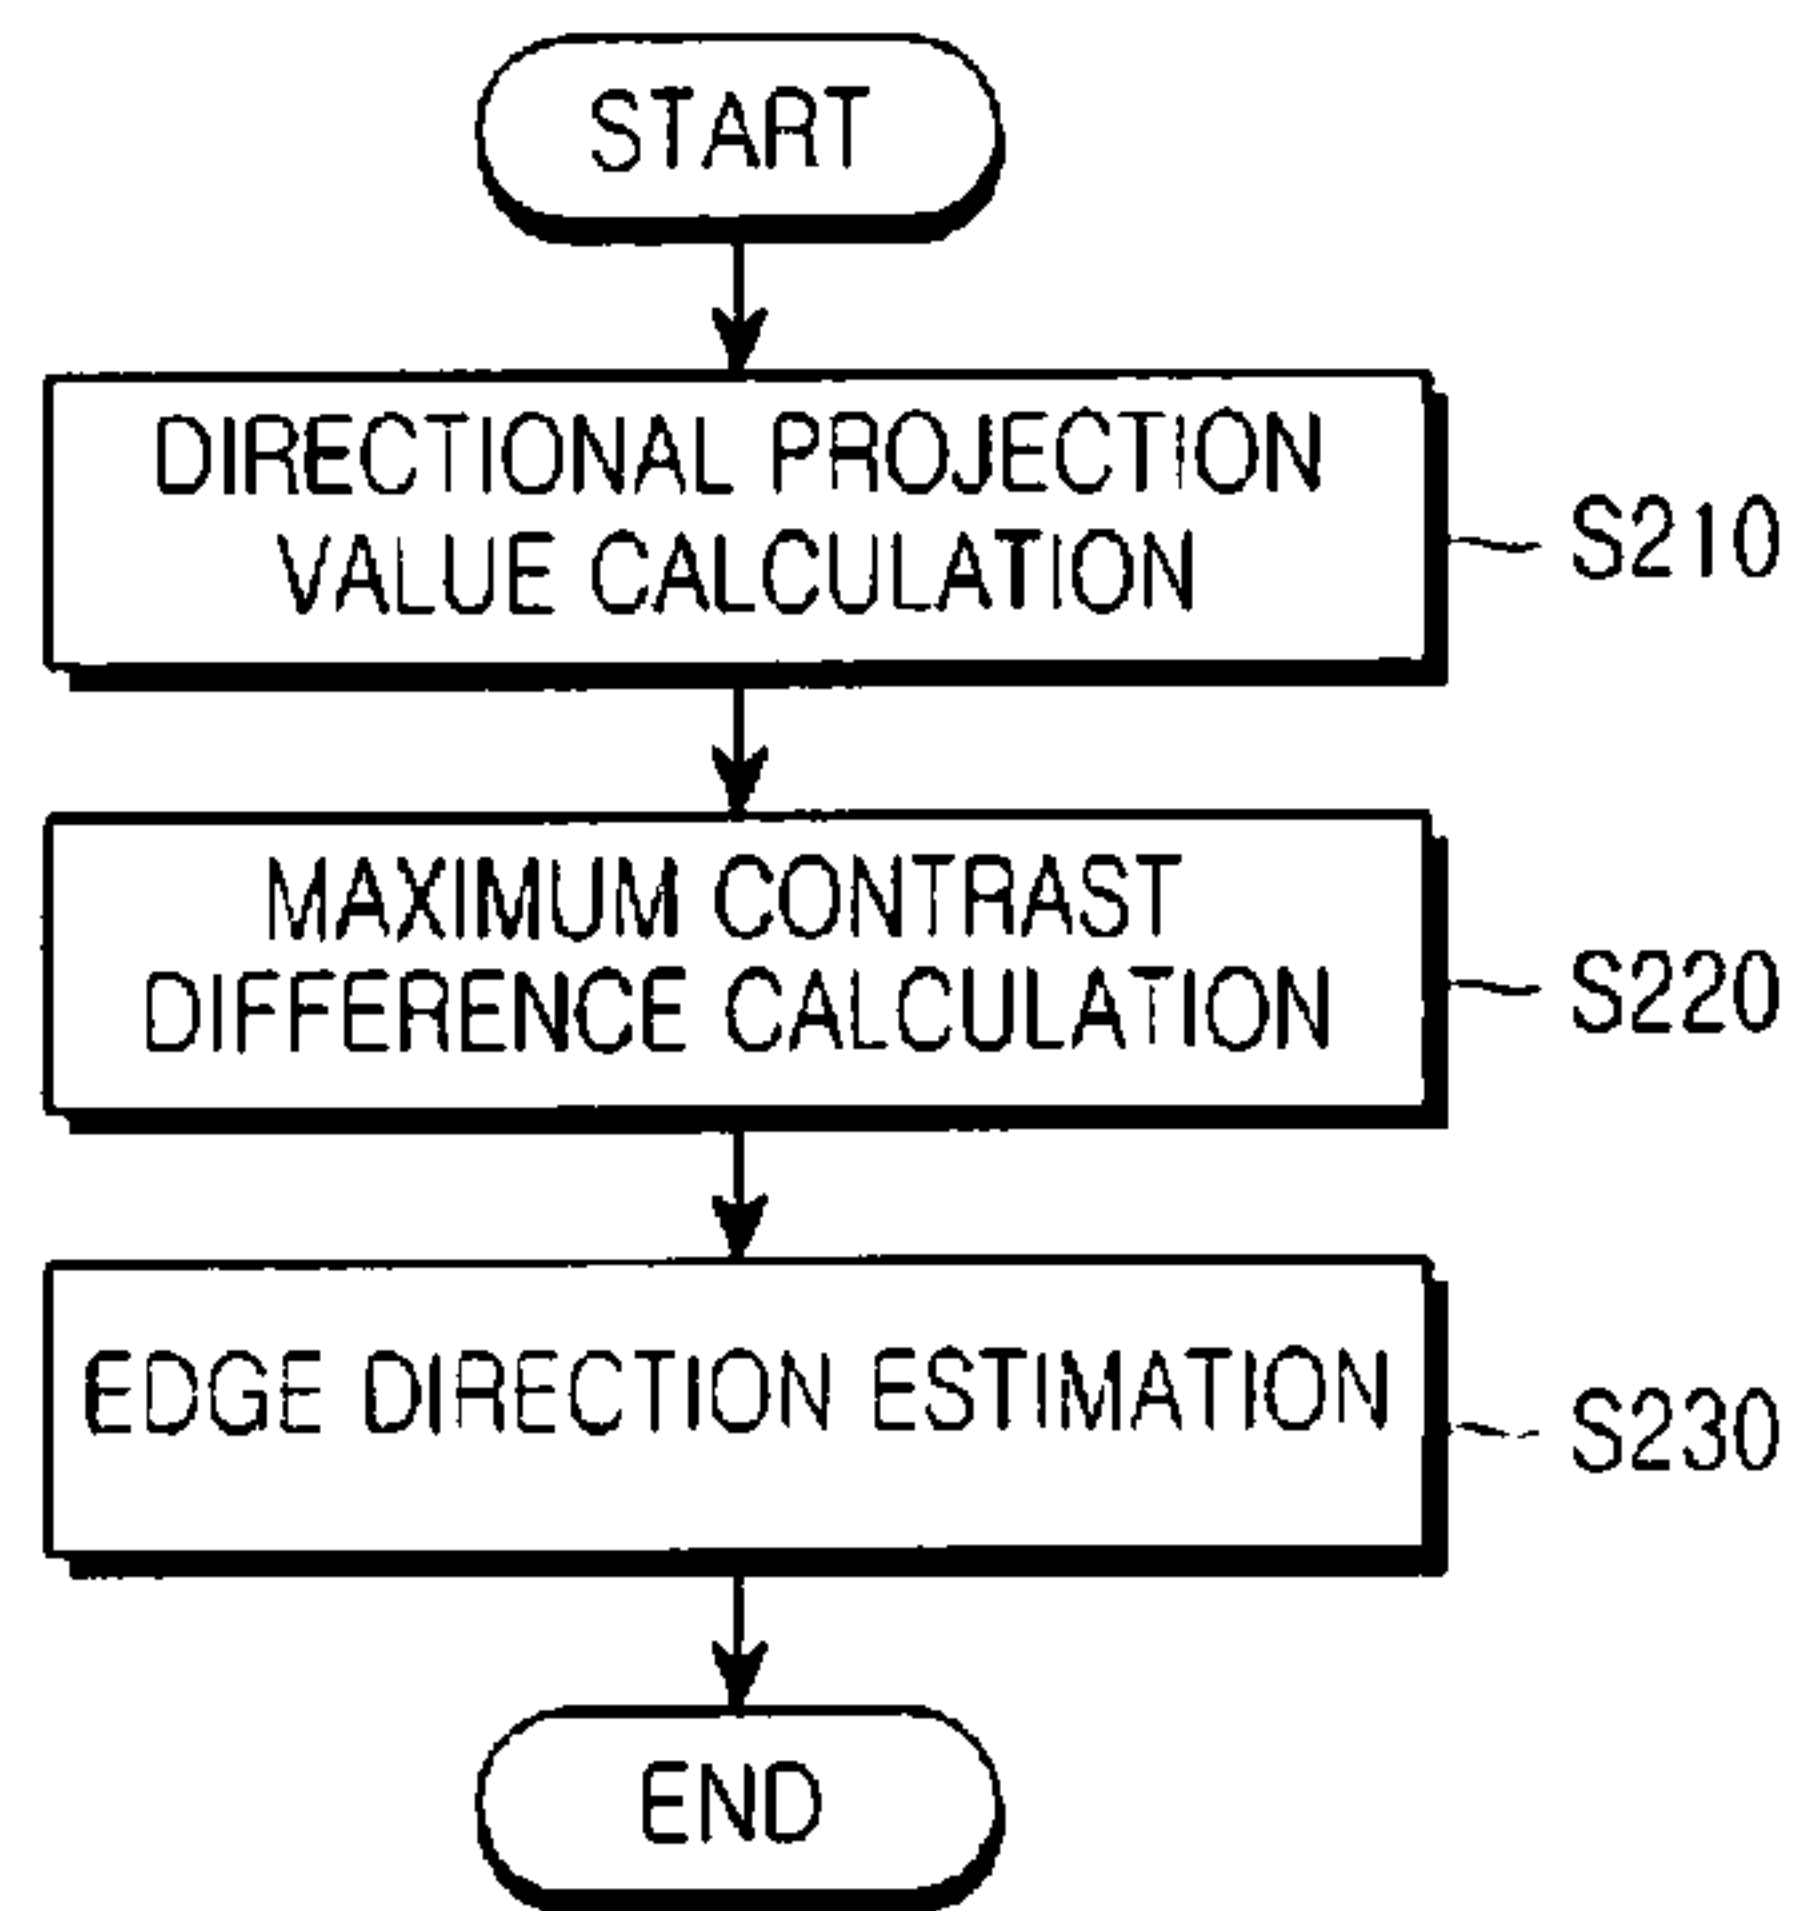 START
DIRECTIONAL PROJECTION
VALUE CALCULATION
S210
MAXIMUM CONTRAST
DIFFERENCE CALCULATION
S220
EDGE DIRECTION ESTIMATION
S230
END